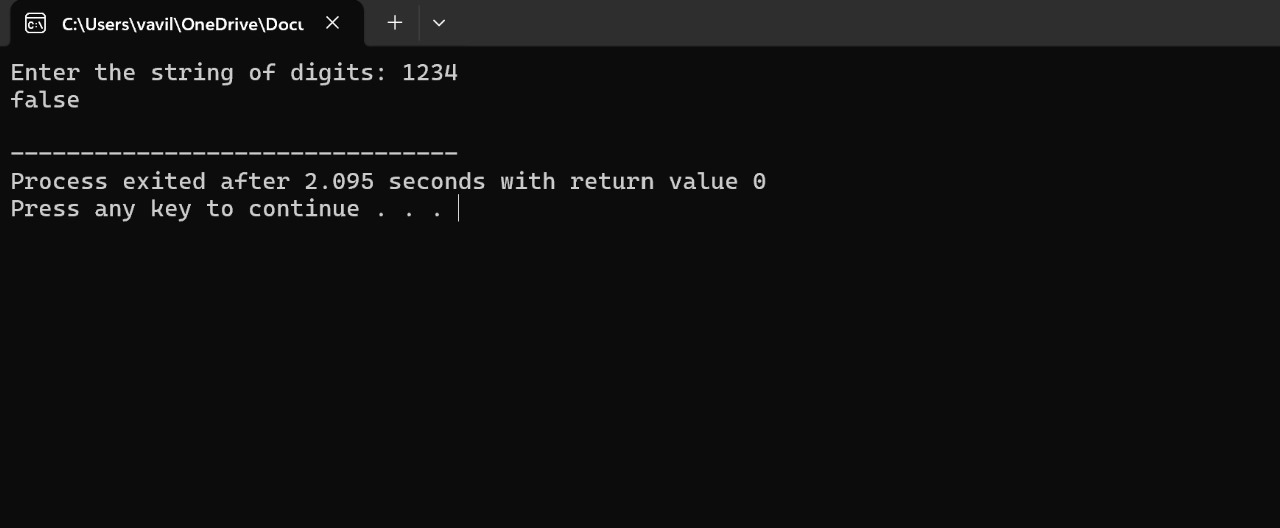 C:\Users\vavil\OneDrive\Docu
Enter the string of digits: 1234
false
--------------------------------
Process exited after 2.095 seconds with return value 0
Press any key to continue . . .